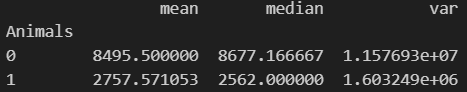 mean median var
Animals
0 8495.500000 8677.166667 1.157693e+07
1 2757.571053 2562.000000 1.603249e+06